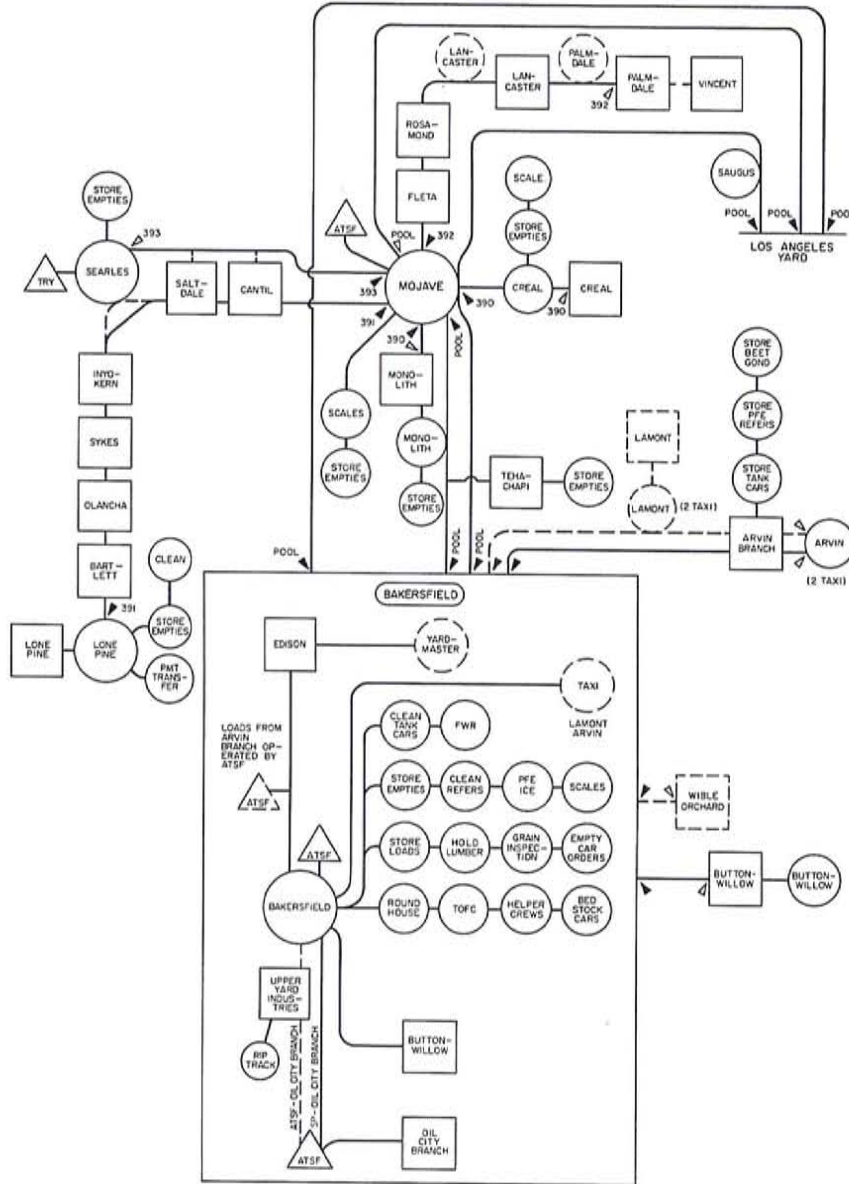 LAN-
CASTER
LAN-
CASTER
PALM-
DALE
PALM-
DALE
VINCENT
392
ROSA-
MOND
FLETA
392
SCALE
STORE
EMPTIES
CREAL
CREAL
390
390
SAUGUS
POOL
POOL
POOL
LOS ANGELES
YARD
STORE
EMPTIES
393
SEARLES
TRY
SALT-
DALE
CANTIL
ATSF
POOL
MOJAVE
393
391
390
POOL
INYO-
KERN
SYKES
OLANCHA
BART-
LETT
391
LONE
PINE
LONE
PINE
CLEAN
STORE
EMPTIES
PMT
TRANS-
FER
SCALES
STORE
EMPTIES
MONO-
LITH
MONO-
LITH
STORE
EMPTIES
TEHA-
CHAPI
STORE
EMPTIES
STORE
BEET
GOND
STORE
PFE
REFERS
STORE
TANK
CARS
LAMONT
LAMONT
(2 TAXI)
ARVIN
BRANCH
ARVIN
(2 TAXI)
POOL
POOL
POOL
BAKERSFIELD
EDISON
YARD-
MASTER
TAXI
LAMONT
ARVIN
LOADS FROM
ARVIN
BRANCH OP-
ERATED BY
ATSF
ATSF
ATSF
CLEAN
TANK
CARS
FWR
STORE
EMPTIES
CLEAN
REFERS
PFE
ICE
SCALES
STORE
LOADS
HOLD
LUMBER
GRAIN
INSPEC-
TION
EMPTY
CAR
ORDERS
BAKERSFIELD
ROUND
HOUSE
TOFC
HELPER
CREWS
BED
STOCK
CARS
WIBLE
ORCHARD
BUTTON-
WILLOW
BUTTON-
WILLOW
UPPER
YARD
INDUS-
TRIES
RIP
TRACK
ATSF-OIL CITY BRANCH
SP-OIL CITY BRANCH
BUTTON-
WILLOW
ATSF
OIL
CITY
BRANCH